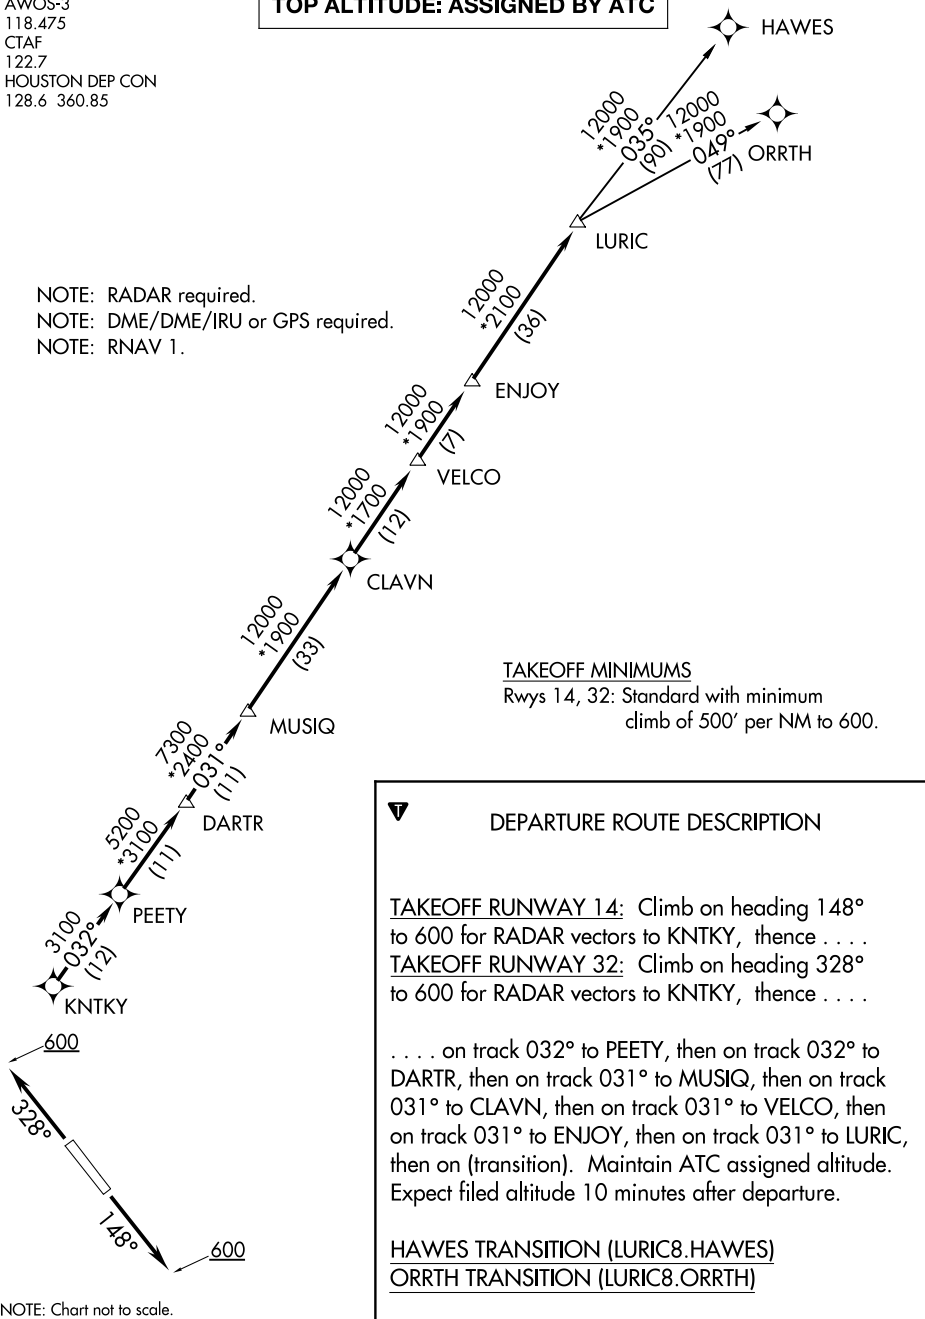 AWOS-3
118.475
CTAF
122.7
HOUSTON DEP CON
128.6 360.85
TOP ALTITUDE: ASSIGNED BY ATC
HAWES
12000
*1900
035°
(90)
12000
*1900
049°
(77)
ORRTH
LURIC
NOTE: RADAR required.
NOTE: DME/DME/IRU or GPS required.
NOTE: RNAV 1.
12000
*2100
(36)
ENJOY
12000
*1900
(7)
VELCO
12000
*1700
(12)
CLAVN
12000
*1900
(33)
MUSIQ
TAKEOFF MINIMUMS
Rwys 14, 32: Standard with minimum
climb of 500' per NM to 600.
7300
*2400
031°
(11)
DARTR
5200
*3100
(11)
PEETY
3100
032°
(12)
KNTKY
600
328°
148°
600
NOTE: Chart not to scale.
T
DEPARTURE ROUTE DESCRIPTION
TAKEOFF RUNWAY 14: Climb on heading 148°
to 600 for RADAR vectors to KNTKY, thence . . . .
TAKEOFF RUNWAY 32: Climb on heading 328°
to 600 for RADAR vectors to KNTKY, thence . . . .
. . . . on track 032° to PEETY, then on track 032° to
DARTR, then on track 031° to MUSIQ, then on track
031° to CLAVN, then on track 031° to VELCO, then
on track 031° to ENJOY, then on track 031° to LURIC,
then on (transition). Maintain ATC assigned altitude.
Expect filed altitude 10 minutes after departure.
HAWES TRANSITION (LURIC8.HAWES)
ORRTH TRANSITION (LURIC8.ORRTH)